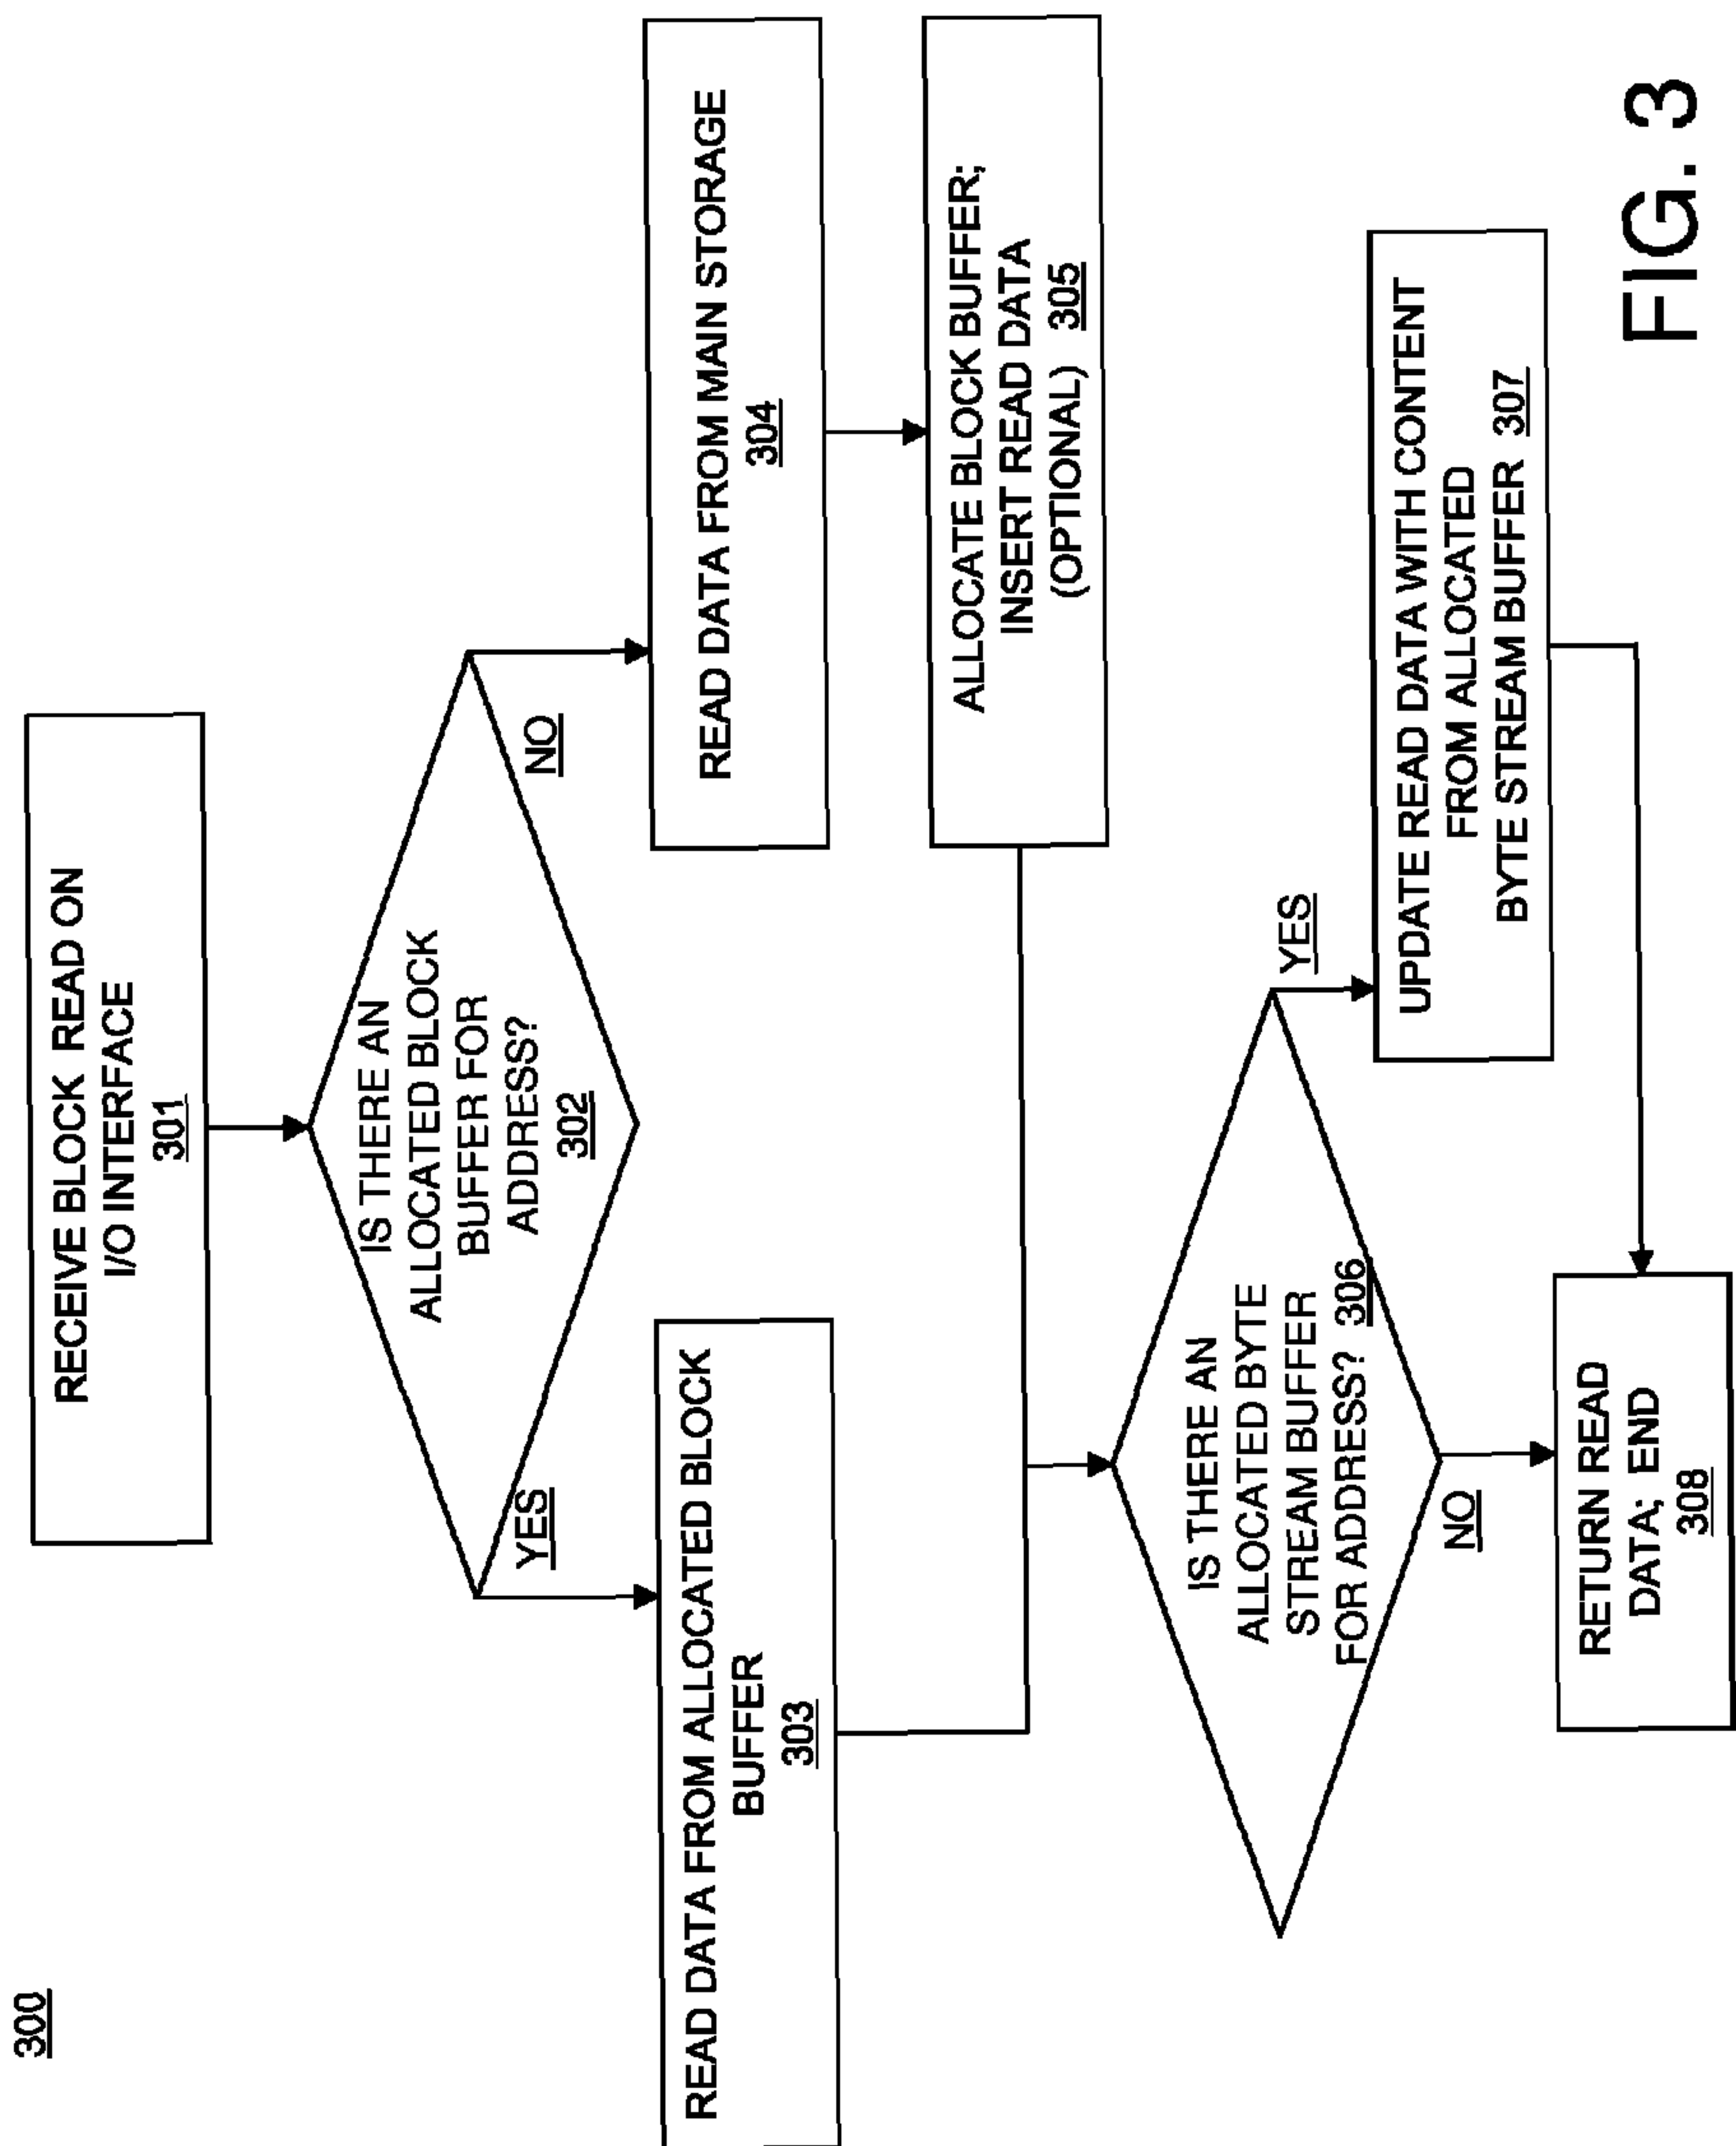 300
RECEIVE BLOCK READ ON
I/O INTERFACE
301
IS THERE AN
ALLOCATED BLOCK
BUFFER FOR
ADDRESS?
302
YES
NO
READ DATA FROM ALLOCATED BLOCK
BUFFER
303
READ DATA FROM MAIN STORAGE
304
ALLOCATE BLOCK BUFFER;
INSERT READ DATA
(OPTIONAL) 305
IS THERE AN
ALLOCATED BYTE
STREAM BUFFER
FOR ADDRESS? 306
YES
NO
UPDATE READ DATA WITH CONTENT
FROM ALLOCATED
BYTE STREAM BUFFER 307
RETURN READ
DATA; END
308
FIG. 3